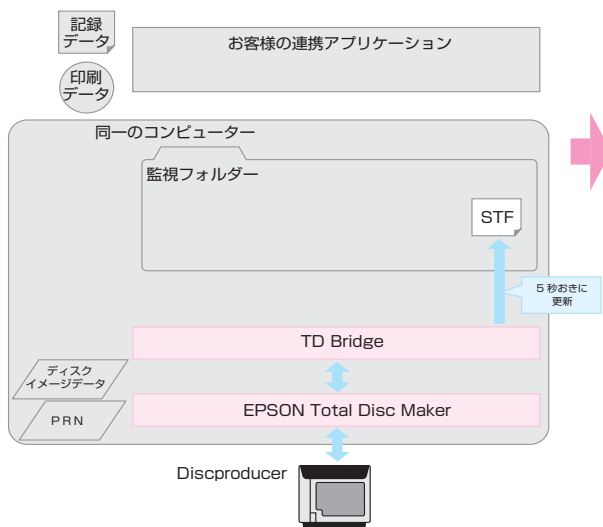 記録
データ
お客様の連携アプリケーション
印刷
データ
同一のコンピューター
監視フォルダー
STF
5 秒おきに
更新
TD Bridge
ディスク
イメージデータ
EPSON Total Disc Maker
PRN
Discproducer